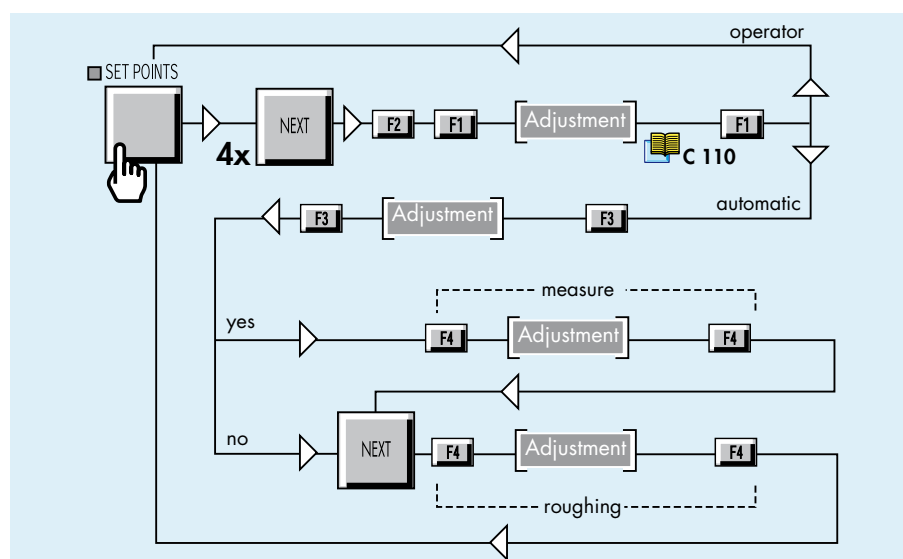 operator
SET POINTS
NEXT F2 F1 Adjustment F1
4x
C 110
automatic
F3 Adjustment F3
measure
yes
F4 Adjustment F4
no
NEXT F4 Adjustment F4
roughing